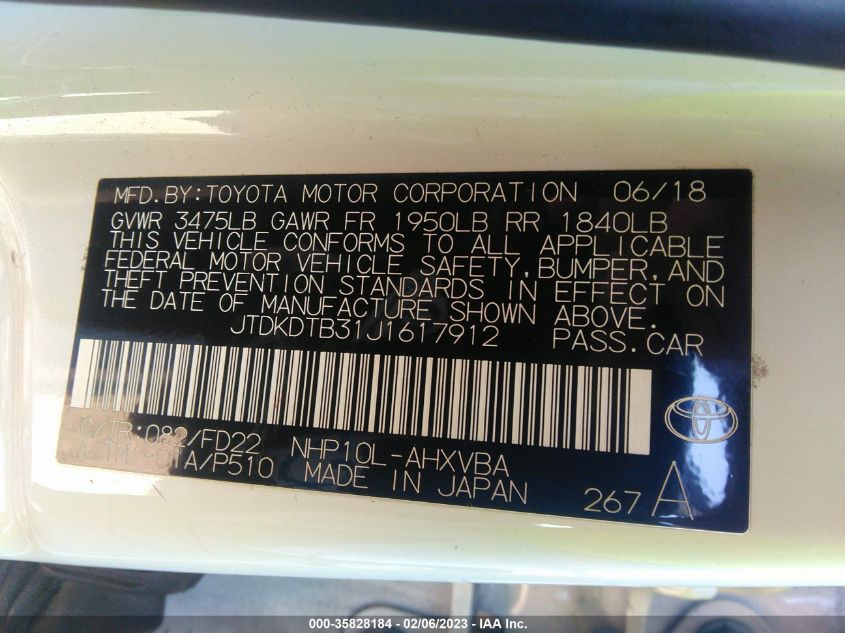 MFD.BY:TOYOTA MOTOR CORPORATION 06/18
GVWR 3475LB GAWR FR 1950LB RR 1840LB
THIS VEHICLE CONFORMS TO ALL APPLICABLE
FEDERAL MOTOR VEHICLE SAFETY,BUMPER,AND
THEFT PREVENTION STANDARDS IN EFFECT ON
THE DATE OF MANUFACTURE SHOWN ABOVE.
JTDKDTB31J1617912 PASS.CAR
C/TR:082/FD22 NHP10L-AHXVBA
A/TM:-01A/P510 MADE IN JAPAN
267 A
000-35828184 - 02/06/2023 - IAA Inc.